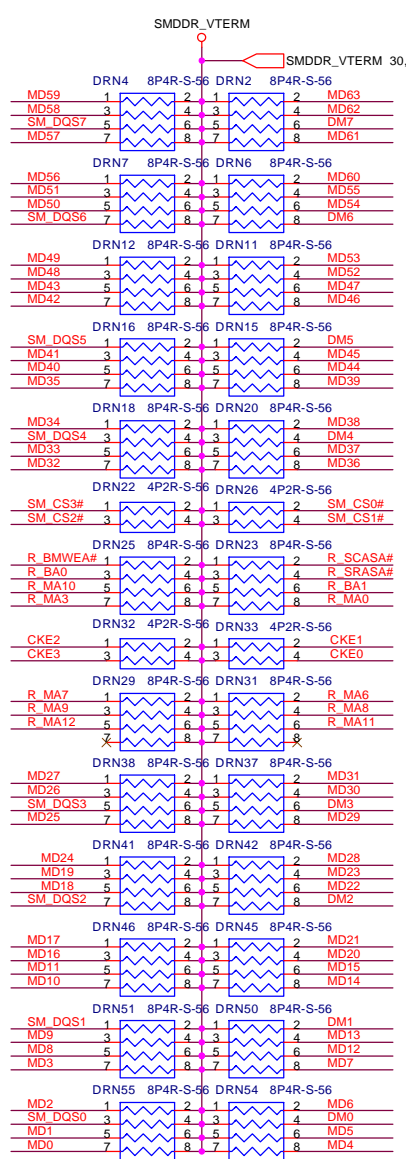 SMDDR_VTERM
SMDDR_VTERM 30,
DRN4 8P4R-S-56 DRN2 8P4R-S-56
MD59 1 2 1 2 MD63
MD58 3 4 3 4 MD62
SM_DQS7 5 6 5 6 DM7
MD57 7 8 7 8 MD61
DRN7 8P4R-S-56 DRN6 8P4R-S-56
MD56 1 2 1 2 MD60
MD51 3 4 3 4 MD55
MD50 5 6 5 6 MD54
SM_DQS6 7 8 7 8 DM6
DRN12 8P4R-S-56 DRN11 8P4R-S-56
MD49 1 2 1 2 MD53
MD48 3 4 3 4 MD52
MD43 5 6 5 6 MD47
MD42 7 8 7 8 MD46
DRN16 8P4R-S-56 DRN15 8P4R-S-56
SM_DQS5 1 2 1 2 DM5
MD41 3 4 3 4 MD45
MD40 5 6 5 6 MD44
MD35 7 8 7 8 MD39
DRN18 8P4R-S-56 DRN20 8P4R-S-56
MD34 1 2 1 2 MD38
SM_DQS4 3 4 3 4 DM4
MD33 5 6 5 6 MD37
MD32 7 8 7 8 MD36
DRN22 4P2R-S-56 DRN26 4P2R-S-56
SM_CS3# 1 2 1 2 SM_CS0#
SM_CS2# 3 4 3 4 SM_CS1#
DRN25 8P4R-S-56 DRN23 8P4R-S-56
R_BMWEA# 1 2 1 2 R_SCASA#
R_BA0 3 4 3 4 R_SRASA#
R_MA10 5 6 5 6 R_BA1
R_MA3 7 8 7 8 R_MA0
DRN32 4P2R-S-56 DRN33 4P2R-S-56
CKE2 1 2 1 2 CKE1
CKE3 3 4 3 4 CKE0
DRN29 8P4R-S-56 DRN31 8P4R-S-56
R_MA7 1 2 1 2 R_MA6
R_MA9 3 4 3 4 R_MA8
R_MA12 5 6 5 6 R_MA11
7 8 7 8
DRN38 8P4R-S-56 DRN37 8P4R-S-56
MD27 1 2 1 2 MD31
MD26 3 4 3 4 MD30
SM_DQS3 5 6 5 6 DM3
MD25 7 8 7 8 MD29
DRN41 8P4R-S-56 DRN42 8P4R-S-56
MD24 1 2 1 2 MD28
MD19 3 4 3 4 MD23
MD18 5 6 5 6 MD22
SM_DQS2 7 8 7 8 DM2
DRN46 8P4R-S-56 DRN45 8P4R-S-56
MD17 1 2 1 2 MD21
MD16 3 4 3 4 MD20
MD11 5 6 5 6 MD15
MD10 7 8 7 8 MD14
DRN51 8P4R-S-56 DRN50 8P4R-S-56
SM_DQS1 1 2 1 2 DM1
MD9 3 4 3 4 MD13
MD8 5 6 5 6 MD12
MD3 7 8 7 8 MD7
DRN55 8P4R-S-56 DRN54 8P4R-S-56
MD2 1 2 1 2 MD6
SM_DQS0 3 4 3 4 DM0
MD1 5 6 5 6 MD5
MD0 7 8 7 8 MD4